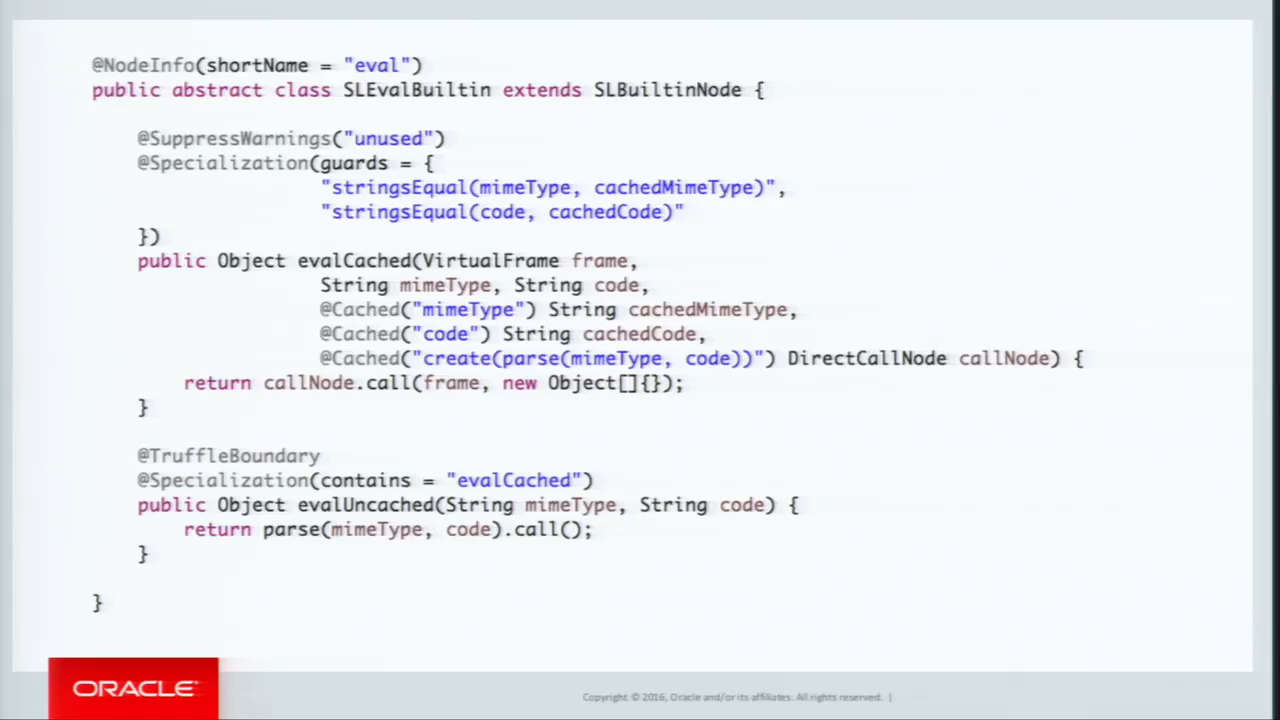 @NodeInfo(shortName = "eval")
public abstract class SLEvalBuiltin extends SLBuiltinNode {
@SuppressWarnings("unused")
@Specialization(guards = {
"stringsEqual(mimeType, cachedMimeType)",
"stringsEqual(code, cachedCode)"
})
public Object evalCached(VirtualFrame frame,
String mimeType, String code,
@Cached("mimeType") String cachedMimeType,
@Cached("code") String cachedCode,
@Cached("create(parse(mimeType, code))") DirectCallNode callNode) {
return callNode.call(frame, new Object[]{});
}
@TruffleBoundary
@Specialization(contains = "evalCached")
public Object evalUncached(String mimeType, String code) {
return parse(mimeType, code).call();
}
}
ORACLE
Copyright © 2016, Oracle and/or its affiliates. All rights reserved. |